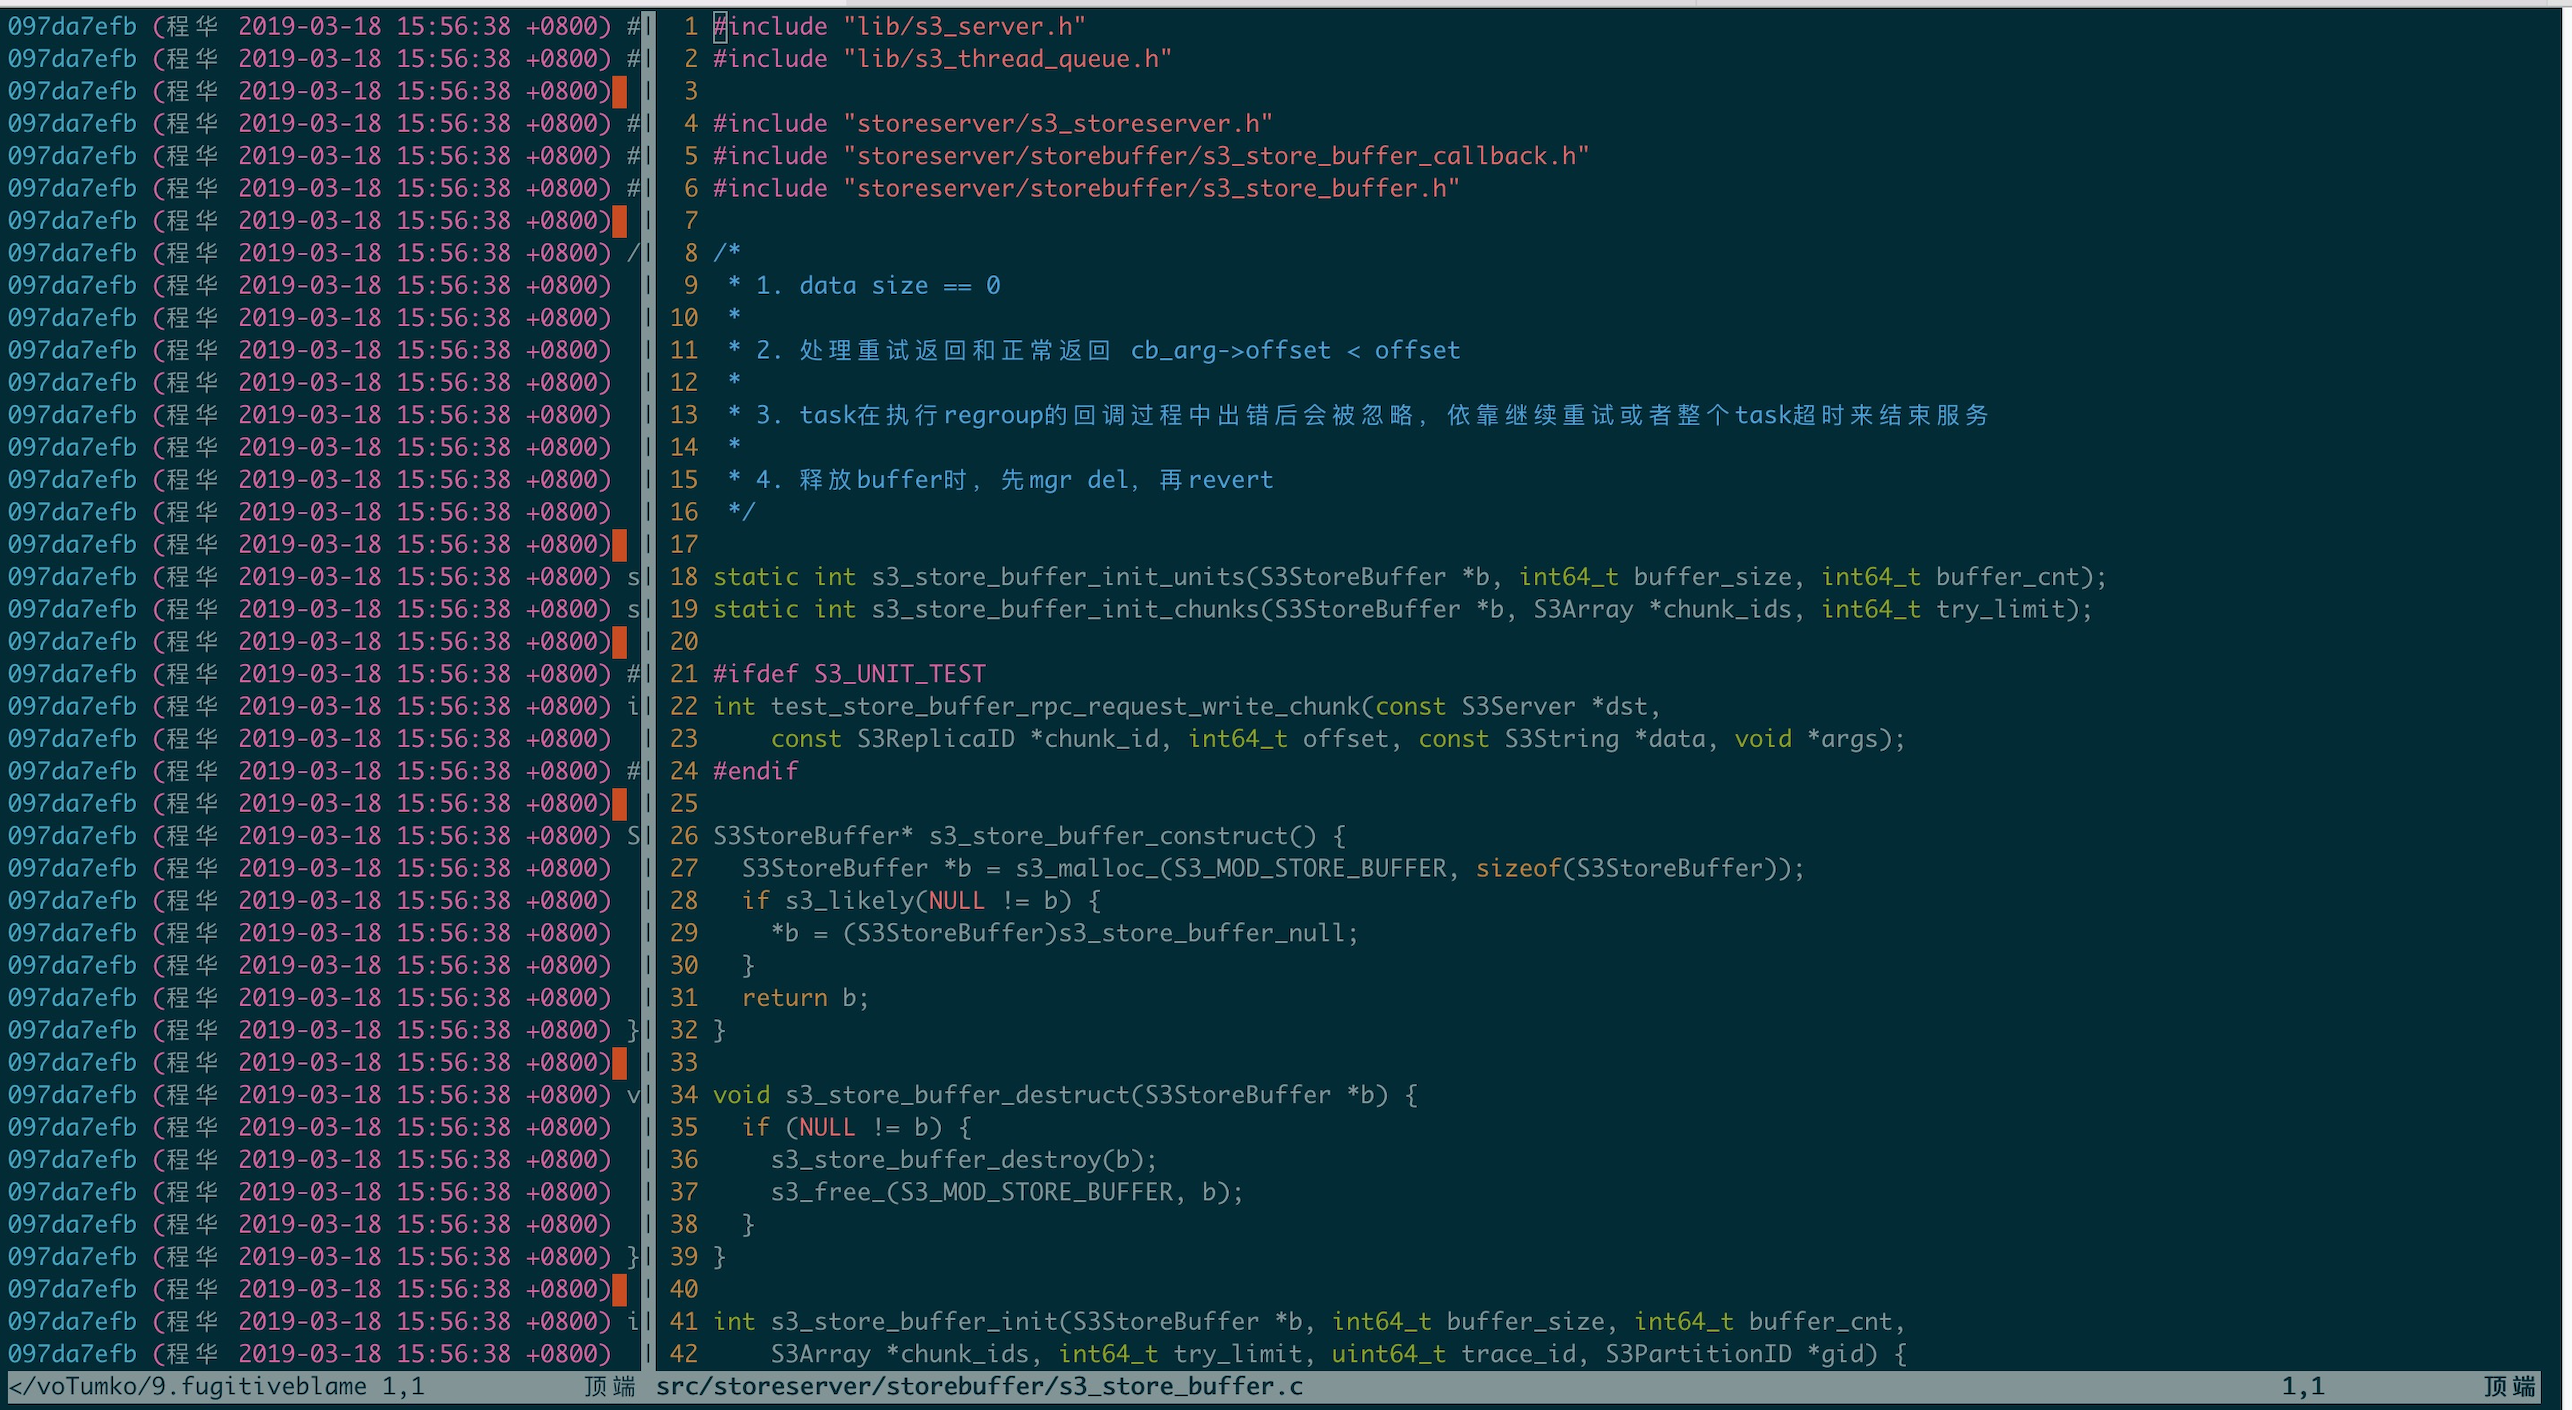 097da7efb (程华 2019-03-18 15:56:38 +0800) # 1 #include "lib/s3_server.h"
097da7efb (程华 2019-03-18 15:56:38 +0800) # 2 #include "lib/s3_thread_queue.h"
097da7efb (程华 2019-03-18 15:56:38 +0800) 3
097da7efb (程华 2019-03-18 15:56:38 +0800) # 4 #include "storeserver/s3_storeserver.h"
097da7efb (程华 2019-03-18 15:56:38 +0800) # 5 #include "storeserver/storebuffer/s3_store_buffer_callback.h"
097da7efb (程华 2019-03-18 15:56:38 +0800) # 6 #include "storeserver/storebuffer/s3_store_buffer.h"
097da7efb (程华 2019-03-18 15:56:38 +0800) 7
097da7efb (程华 2019-03-18 15:56:38 +0800) / 8 /*
097da7efb (程华 2019-03-18 15:56:38 +0800) 9 * 1. data size == 0
097da7efb (程华 2019-03-18 15:56:38 +0800) 10 *
097da7efb (程华 2019-03-18 15:56:38 +0800) 11 * 2. 处理重试返回和正常返回 cb_arg->offset < offset
097da7efb (程华 2019-03-18 15:56:38 +0800) 12 *
097da7efb (程华 2019-03-18 15:56:38 +0800) 13 * 3. task在执行regroup的回调过程中出错后会被忽略, 依靠继续重试或者整个task超时来结束服务
097da7efb (程华 2019-03-18 15:56:38 +0800) 14 *
097da7efb (程华 2019-03-18 15:56:38 +0800) 15 * 4. 释放buffer时, 先mgr del, 再revert
097da7efb (程华 2019-03-18 15:56:38 +0800) 16 */
097da7efb (程华 2019-03-18 15:56:38 +0800) 17
097da7efb (程华 2019-03-18 15:56:38 +0800) s 18 static int s3_store_buffer_init_units(S3StoreBuffer *b, int64_t buffer_size, int64_t buffer_cnt);
097da7efb (程华 2019-03-18 15:56:38 +0800) s 19 static int s3_store_buffer_init_chunks(S3StoreBuffer *b, S3Array *chunk_ids, int64_t try_limit);
097da7efb (程华 2019-03-18 15:56:38 +0800) 20
097da7efb (程华 2019-03-18 15:56:38 +0800) # 21 #ifdef S3_UNIT_TEST
097da7efb (程华 2019-03-18 15:56:38 +0800) i 22 int test_store_buffer_rpc_request_write_chunk(const S3Server *dst,
097da7efb (程华 2019-03-18 15:56:38 +0800) 23 const S3ReplicaID *chunk_id, int64_t offset, const S3String *data, void *args);
097da7efb (程华 2019-03-18 15:56:38 +0800) # 24 #endif
097da7efb (程华 2019-03-18 15:56:38 +0800) 25
097da7efb (程华 2019-03-18 15:56:38 +0800) S 26 S3StoreBuffer* s3_store_buffer_construct() {
097da7efb (程华 2019-03-18 15:56:38 +0800) 27 S3StoreBuffer *b = s3_malloc_(S3_MOD_STORE_BUFFER, sizeof(S3StoreBuffer));
097da7efb (程华 2019-03-18 15:56:38 +0800) 28 if s3_likely(NULL != b) {
097da7efb (程华 2019-03-18 15:56:38 +0800) 29 *b = (S3StoreBuffer)s3_store_buffer_null;
097da7efb (程华 2019-03-18 15:56:38 +0800) 30 }
097da7efb (程华 2019-03-18 15:56:38 +0800) 31 return b;
097da7efb (程华 2019-03-18 15:56:38 +0800) } 32 }
097da7efb (程华 2019-03-18 15:56:38 +0800) 33
097da7efb (程华 2019-03-18 15:56:38 +0800) v 34 void s3_store_buffer_destruct(S3StoreBuffer *b) {
097da7efb (程华 2019-03-18 15:56:38 +0800) 35 if (NULL != b) {
097da7efb (程华 2019-03-18 15:56:38 +0800) 36 s3_store_buffer_destroy(b);
097da7efb (程华 2019-03-18 15:56:38 +0800) 37 s3_free_(S3_MOD_STORE_BUFFER, b);
097da7efb (程华 2019-03-18 15:56:38 +0800) 38 }
097da7efb (程华 2019-03-18 15:56:38 +0800) } 39 }
097da7efb (程华 2019-03-18 15:56:38 +0800) 40
097da7efb (程华 2019-03-18 15:56:38 +0800) i 41 int s3_store_buffer_init(S3StoreBuffer *b, int64_t buffer_size, int64_t buffer_cnt,
097da7efb (程华 2019-03-18 15:56:38 +0800) 42 S3Array *chunk_ids, int64_t try_limit, uint64_t trace_id, S3PartitionID *gid) {
</voTumko/9.fugitiveblame 1,1 顶端 src/storeserver/storebuffer/s3_store_buffer.c 1,1 顶端